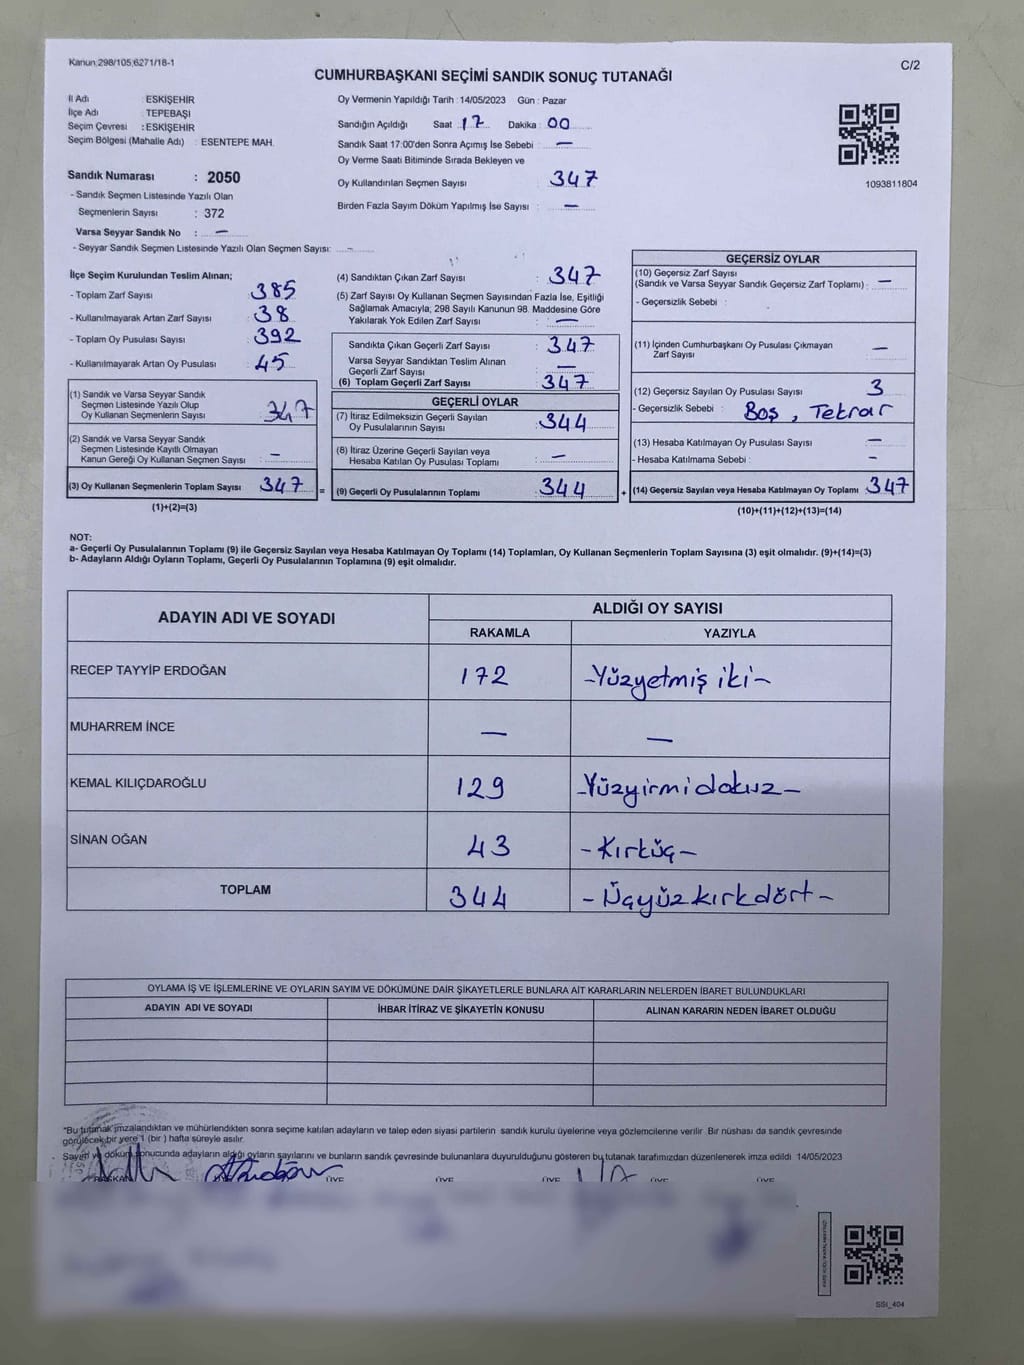 Kanun:298/105;6271/18-1
C/2
CUMHURBAŞKANI SEÇİMİ SANDIK SONUÇ TUTANAĞI
İl Adı : ESKİŞEHİR
İlçe Adı : TEPEBAŞI
Seçim Çevresi : ESKİŞEHİR
Seçim Bölgesi (Mahalle Adı) : ESENTEPE MAH.
Oy Vermenin Yapıldığı Tarih : 14/05/2023 Gün : Pazar
Sandığın Açıldığı Saat : 17 Dakika : 00
Sandık Saat 17:00'den Sonra Açmış İse Sebebi : —
Oy Verme Saati Bitiminde Sırada Bekleyen ve
Oy Kullandırılan Seçmen Sayısı : 347
Birden Fazla Sayım Döküm Yapılmış İse Sayısı : —
1093811804
Sandık Numarası : 2050
- Sandık Seçmen Listesinde Yazılı Olan
Seçmenlerin Sayısı : 372
Varsa Seyyar Sandık No : —
- Seyyar Sandık Seçmen Listesinde Yazılı Olan Seçmen Sayısı: -
İlçe Seçim Kurulundan Teslim Alınan;
- Toplam Zarf Sayısı : 385
- Kullanılmayarak Artan Zarf Sayısı : 38
- Toplam Oy Pusulası Sayısı : 392
- Kullanılmayarak Artan Oy Pusulası : 45
(1) Sandık ve Varsa Seyyar Sandık
Seçmen Listesinde Yazılı Olup
Oy Kullanan Seçmenlerin Sayısı : 347
(2) Sandık ve Varsa Seyyar Sandık
Seçmen Listesinde Kayıtlı Olmayan
Kanun Gereği Oy Kullanan Seçmen Sayısı : —
(3) Oy Kullanan Seçmenlerin Toplam Sayısı 347 =
(1)+(2)=(3)
(4) Sandıktan Çıkan Zarf Sayısı : 347
(5) Zarf Sayısı Oy Kullanan Seçmen Sayısından Fazla İse, Eşitliği
Sağlamak Amacıyla; 298 Sayılı Kanunun 98. Maddesine Göre
Yakılarak Yok Edilen Zarf Sayısı : —
Sandıkta Çıkan Geçerli Zarf Sayısı : 347
Varsa Seyyar Sandıktan Teslim Alınan
Geçerli Zarf Sayısı : —
(6) Toplam Geçerli Zarf Sayısı : 347
GEÇERLİ OYLAR
(7) İtiraz Edilmeksizin Geçerli Sayılan
Oy Pusulalarının Sayısı : 344
(8) İtiraz Üzerine Geçerli Sayılan veya
Hesaba Katılan Oy Pusulası Toplamı : —
(9) Geçerli Oy Pusulalarının Toplamı 344 +
GEÇERSİZ OYLAR
(10) Geçersiz Zarf Sayısı
(Sandık ve Varsa Seyyar Sandık Geçersiz Zarf Toplamı) : —
- Geçersizlik Sebebi :
(11) İçinden Cumhurbaşkanı Oy Pusulası Çıkmayan
Zarf Sayısı —
(12) Geçersiz Sayılan Oy Pusulası Sayısı : 3
- Geçersizlik Sebebi : Boş, Tekrar
(13) Hesaba Katılmayan Oy Pusulası Sayısı : —
- Hesaba Katılmama Sebebi : -
(14) Geçersiz Sayılan veya Hesaba Katılmayan Oy Toplamı 347
(10)+(11)+(12)+(13)=(14)
NOT:
a- Geçerli Oy Pusulalarının Toplamı (9) ile Geçersiz Sayılan veya Hesaba Katılmayan Oy Toplamı (14) Toplamları, Oy Kullanan Seçmenlerin Toplam Sayısına (3) eşit olmalıdır. (9)+(14)=(3)
b- Adayların Aldığı Oyların Toplamı, Geçerli Oy Pusulalarının Toplamına (9) eşit olmalıdır.
ADAYIN ADI VE SOYADI
ALDIĞI OY SAYISI
RAKAMLA YAZIYLA
RECEP TAYYİP ERDOĞAN 172 -Yüzyetmiş iki-
MUHARREM İNCE — —
KEMAL KILIÇDAROĞLU 129 -Yüzyirmidokuz-
SİNAN OĞAN 43 -Kırküç-
TOPLAM 344 -Üçyüzkırkdört-
OYLAMA İŞ VE İŞLEMLERİNE VE OYLARIN SAYIM VE DÖKÜMÜNE DAİR ŞİKAYETLERLE BUNLARA AİT KARARLARIN NELERDEN İBARET BULUNDUKLARI
ADAYIN ADI VE SOYADI İHBAR İTİRAZ VE ŞİKAYETİN KONUSU ALINAN KARARIN NEDEN İBARET OLDUĞU
*Bu tutanak imzalandıktan ve mühürlendikten sonra seçime katılan adayların ve talep eden siyasi partilerin sandık kurulu üyelerine veya gözlemcilerine verilir. Bir nüshası da sandık çevresinde
görülecek bir yere 1 (bir) hafta süreyle asılır.
Sayım ve döküm sonucunda adayların aldığı oyların sayılarını ve bunların sandık çevresinde bulunanlara duyurulduğunu gösteren bu tutanak tarafımızdan düzenlenerek imza edildi. 14/05/2023
BAŞKAN ÜYE ÜYE ÜYE ÜYE ÜYE
SSI_404